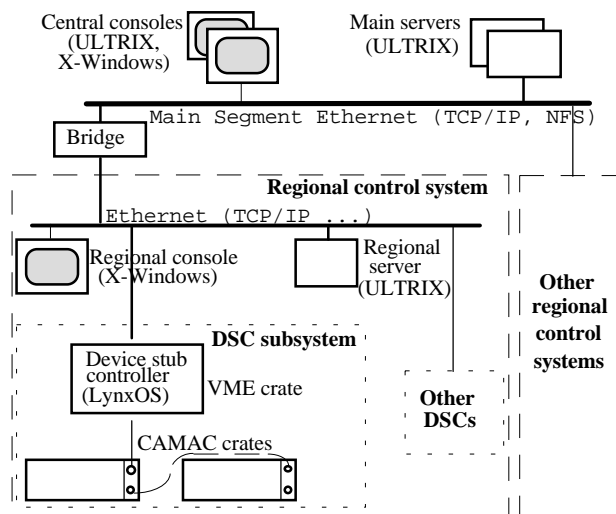 Central consoles
(ULTRIX,
X-Windows)
Main servers
(ULTRIX)
Main Segment Ethernet (TCP/IP, NFS)
Bridge
Regional control system
Ethernet (TCP/IP ...)
Regional console
(X-Windows)
Regional
server
(ULTRIX)
Other
regional
control
systems
DSC subsystem
Device stub
controller
(LynxOS)
VME crate
Other
DSCs
CAMAC crates